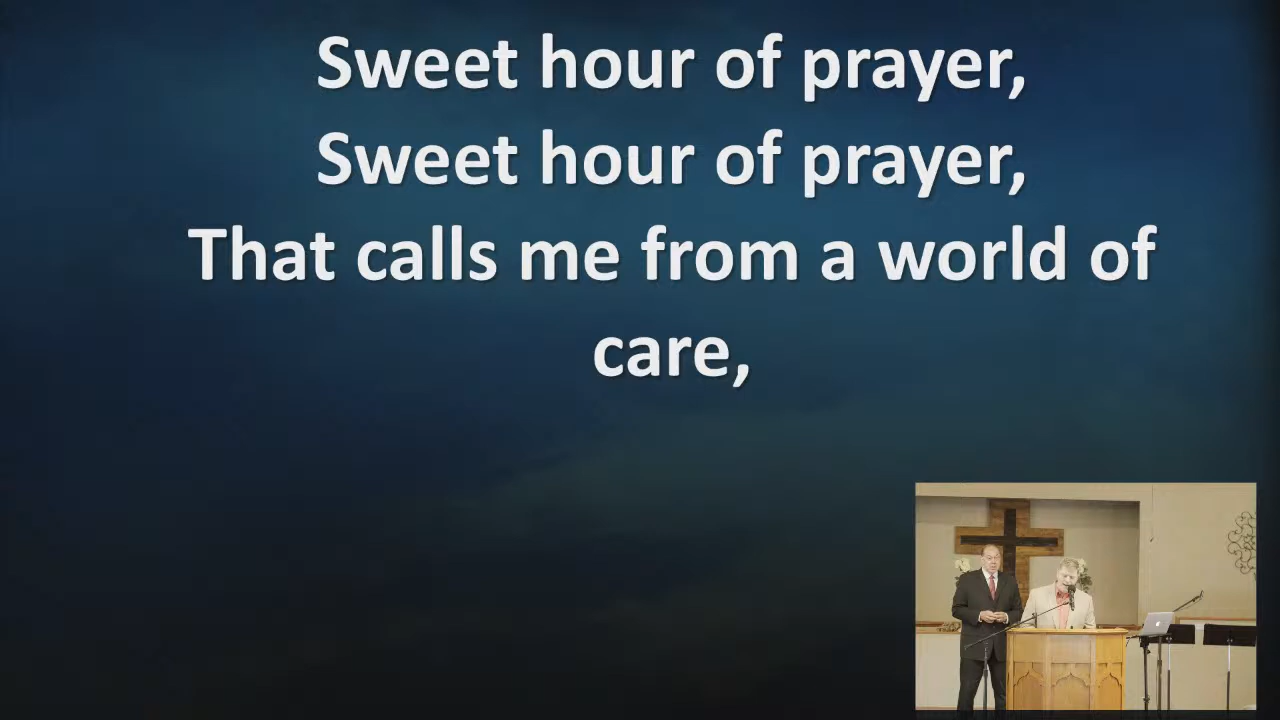 Sweet hour of prayer,
Sweet hour of prayer,
That calls me from a world of
care,